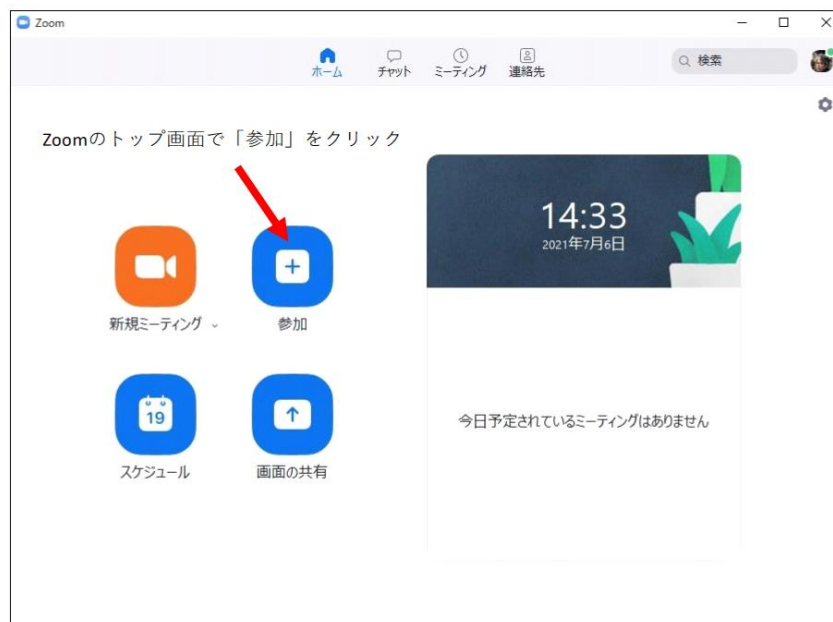 Zoom
ホーム チャット ミーティング 連絡先
検索
Zoomのトップ画面で「参加」をクリック
14:33
2021年7月6日
新規ミーティング
参加
19
スケジュール
画面の共有
今日予定されているミーティングはありません